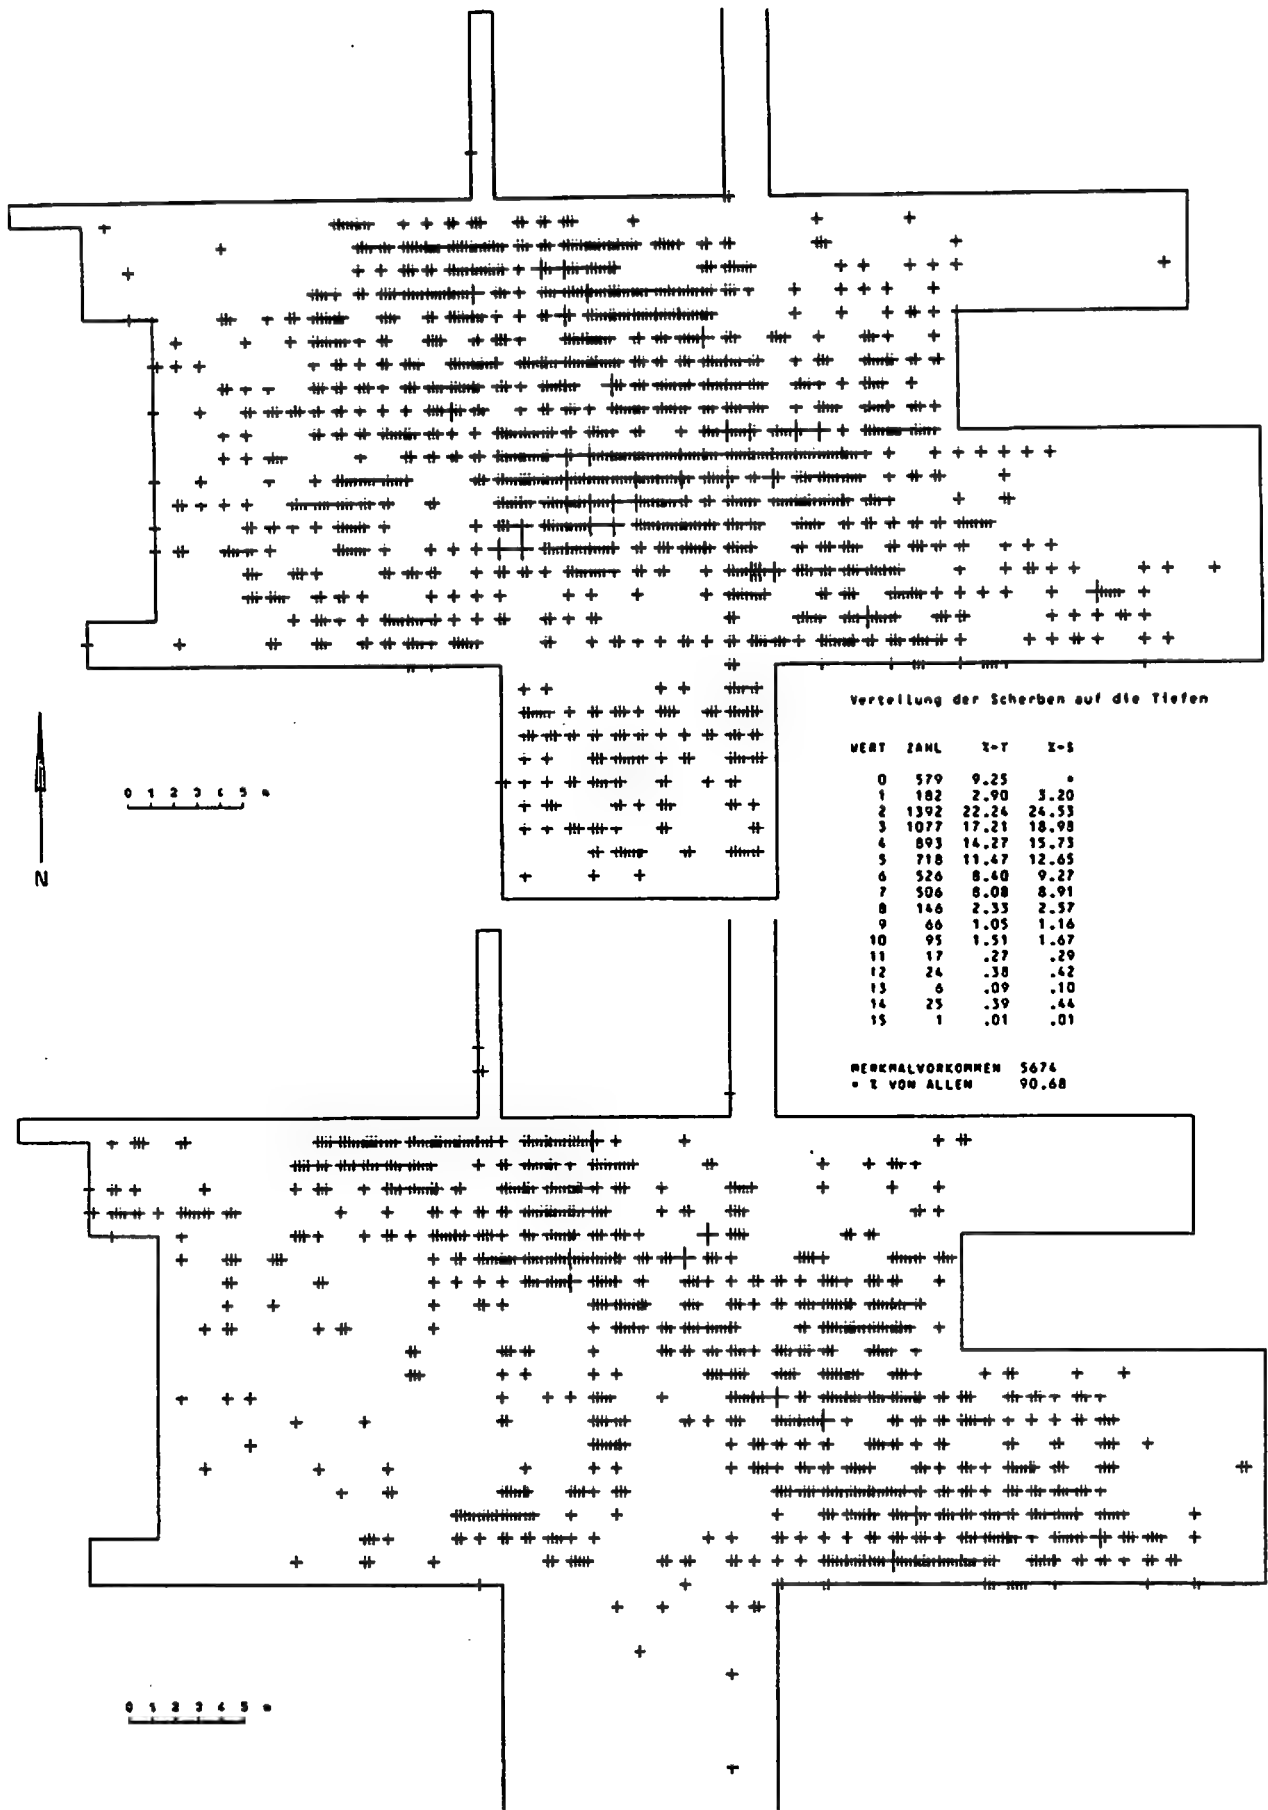 Verteilung der Scherben auf die Tiefen
WERT ZAHL %-T %-S
0 579 9.25 *
1 182 2.90 3.20
2 1392 22.24 24.53
3 1077 17.21 18.98
4 893 14.27 15.73
5 718 11.47 12.65
6 526 8.40 9.27
7 506 8.08 8.91
8 146 2.33 2.57
9 66 1.05 1.16
10 95 1.51 1.67
11 17 .27 .29
12 24 .38 .42
13 6 .09 .10
14 25 .39 .44
15 1 .01 .01
MERKMALVORKOMMEN 5674
= % VON ALLEN 90.68
0 1 2 3 4 5 m
N
0 1 2 3 4 5 m